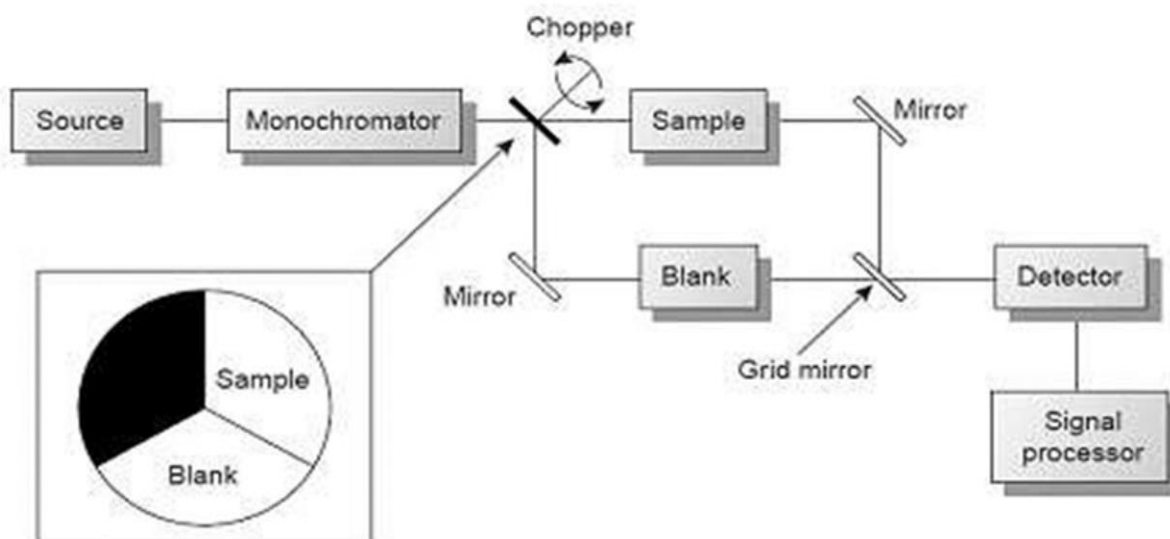 Chopper
Source
Monochromator
Sample
Mirror
Mirror
Blank
Detector
Grid mirror
Sample
Blank
Signal
processor